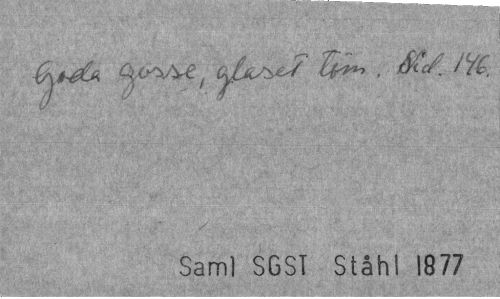 Goda gosse, glaset töm. Sid. 146.
Saml SGST Ståhl 1877